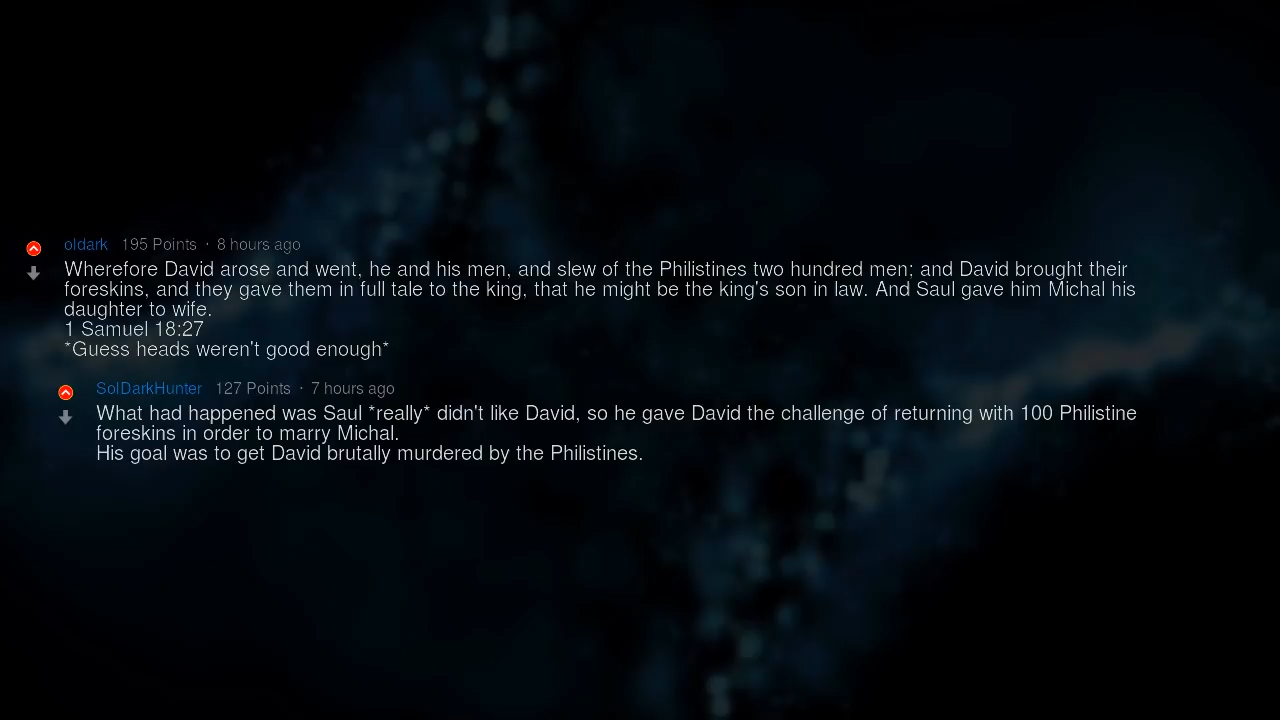 oldark 195 Points · 8 hours ago
Wherefore David arose and went, he and his men, and slew of the Philistines two hundred men; and David brought their
foreskins, and they gave them in full tale to the king, that he might be the king's son in law. And Saul gave him Michal his
daughter to wife.
1 Samuel 18:27
*Guess heads weren't good enough*
SolDarkHunter 127 Points · 7 hours ago
What had happened was Saul *really* didn't like David, so he gave David the challenge of returning with 100 Philistine
foreskins in order to marry Michal.
His goal was to get David brutally murdered by the Philistines.